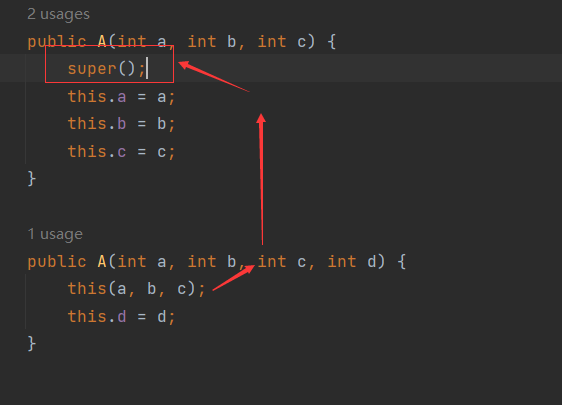 2 usages
public A(int a, int b, int c) {
super();
this.a = a;
this.b = b;
this.c = c;
}
1 usage
public A(int a, int b, int c, int d) {
this(a, b, c);
this.d = d;
}